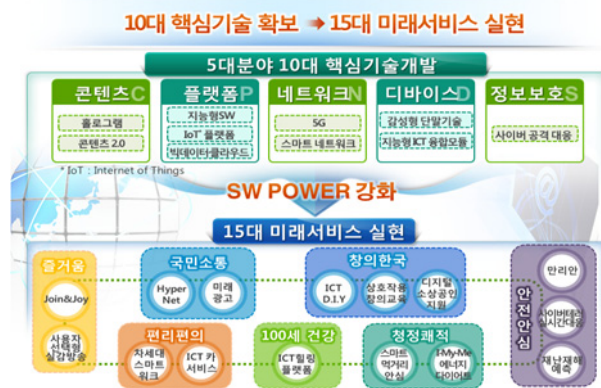 10대 핵심기술 확보 → 15대 미래서비스 실현
5대분야 10대 핵심기술개발
콘텐츠C
홀로그램
콘텐츠 2.0
플랫폼P
지능형SW
IoT* 플랫폼
빅데이터·클라우드
네트워크N
5G
스마트 네트워크
디바이스D
감성형 단말기술
지능형 ICT 융합모듈
정보보호S
사이버 공격 대응
* IoT : Internet of Things
SW POWER 강화
15대 미래서비스 실현
즐거움
Join&Joy
사용자
선택형
실감방송
국민소통
Hyper
Net
미래
광고
창의한국
ICT
D.I.Y
상호작용
창의교육
디지털
소상공인
지원
안전안심
만리안
사이버테러
실시간대응
재난재해
예측
편리편의
차세대
스마트
워크
ICT 카
서비스
100세 건강
ICT힐링
플랫폼
청정쾌적
스마트
먹거리
안심
I-My-Me
에너지
다이어트